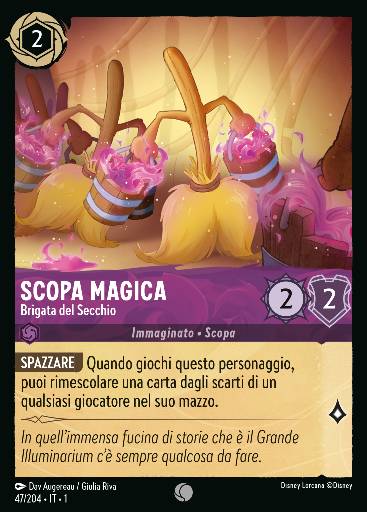 2
SCOPA MAGICA
Brigata del Secchio
2
2
Immaginato • Scopa
SPAZZARE Quando giochi questo personaggio,
puoi rimescolare una carta dagli scarti di un
qualsiasi giocatore nel suo mazzo.
In quell'immensa fucina di storie che è il Grande
Illuminarium c'è sempre qualcosa da fare.
Dav Augereau / Giulia Riva
Disney Lorcana ©Disney
47/204 • IT • 1